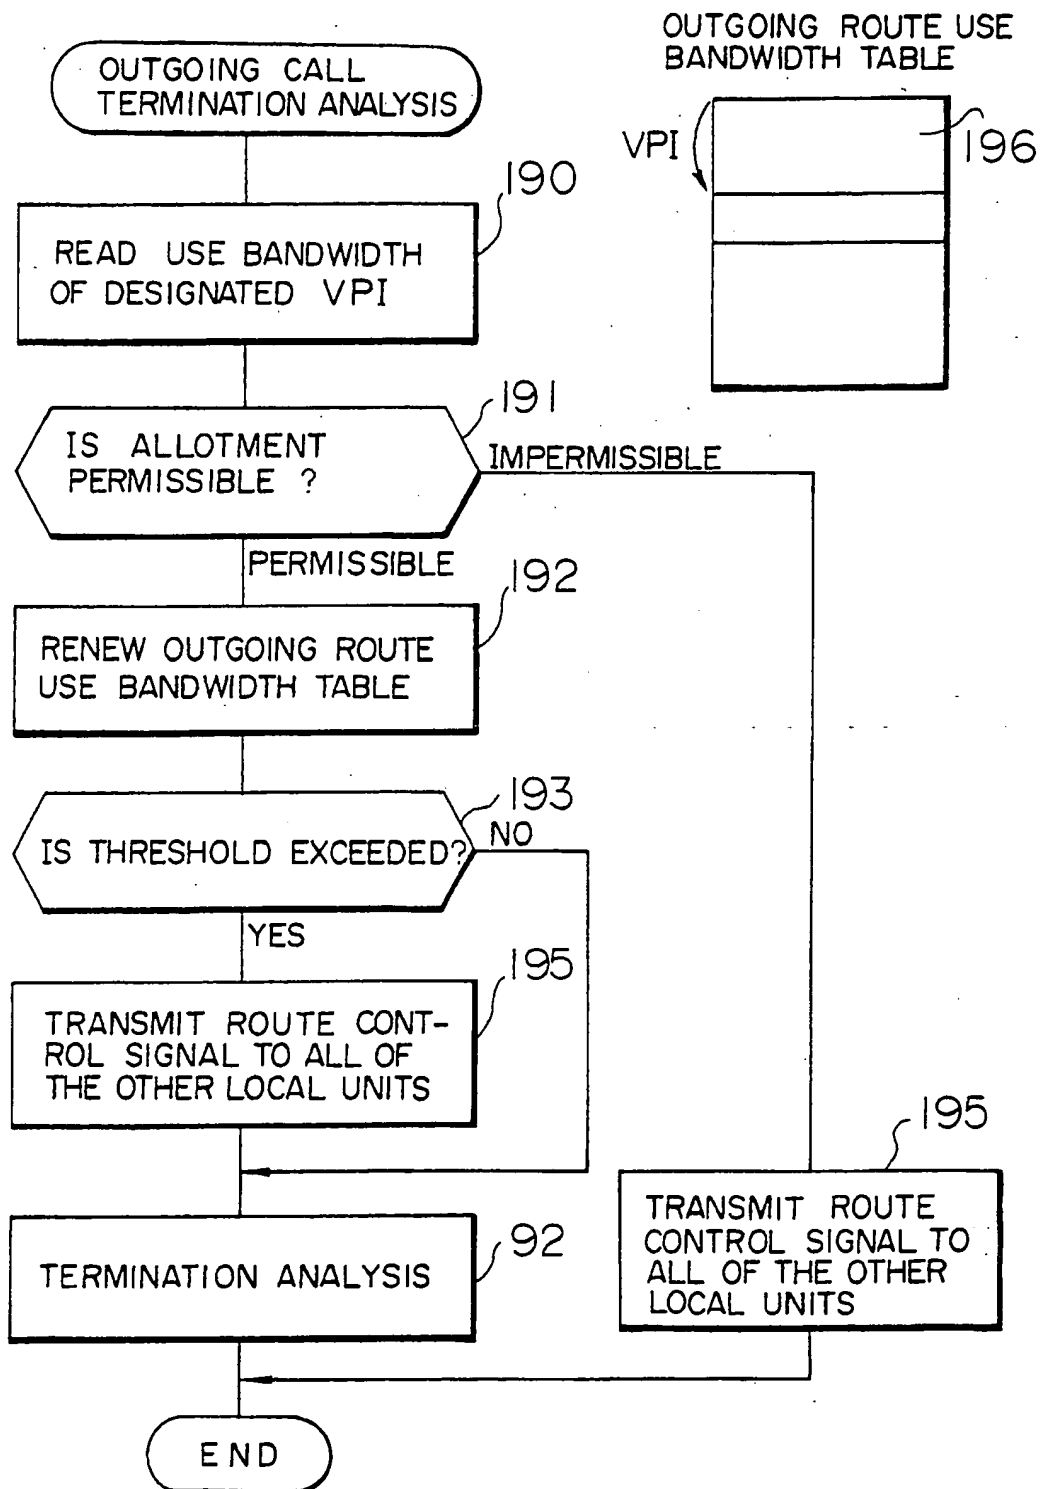 OUTGOING CALL
TERMINATION ANALYSIS
OUTGOING ROUTE USE
BANDWIDTH TABLE
VPI
196
190
READ USE BANDWIDTH
OF DESIGNATED VPI
191
IS ALLOTMENT
PERMISSIBLE ?
IMPERMISSIBLE
PERMISSIBLE
192
RENEW OUTGOING ROUTE
USE BANDWIDTH TABLE
193
IS THRESHOLD EXCEEDED?
NO
YES
195
TRANSMIT ROUTE CONT-
ROL SIGNAL TO ALL OF
THE OTHER LOCAL UNITS
195
TRANSMIT ROUTE
CONTROL SIGNAL TO
ALL OF THE OTHER
LOCAL UNITS
92
TERMINATION ANALYSIS
END